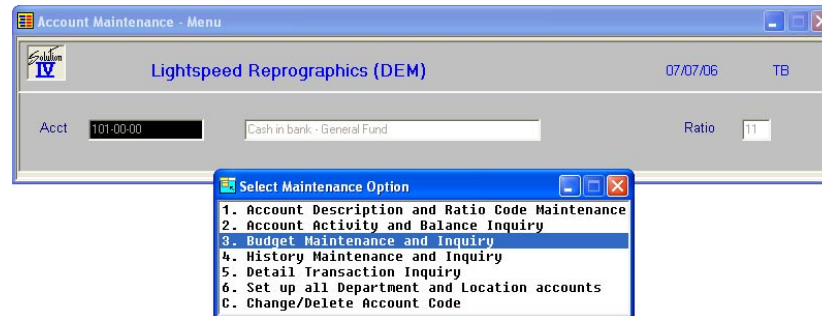 Account Maintenance - Menu
Solution
IV
Lightspeed Reprographics (DEM) 07/07/06 TB
Acct 101-00-00 Cash in bank - General Fund Ratio 11
Select Maintenance Option
1. Account Description and Ratio Code Maintenance
2. Account Activity and Balance Inquiry
3. Budget Maintenance and Inquiry
4. History Maintenance and Inquiry
5. Detail Transaction Inquiry
6. Set up all Department and Location accounts
C. Change/Delete Account Code